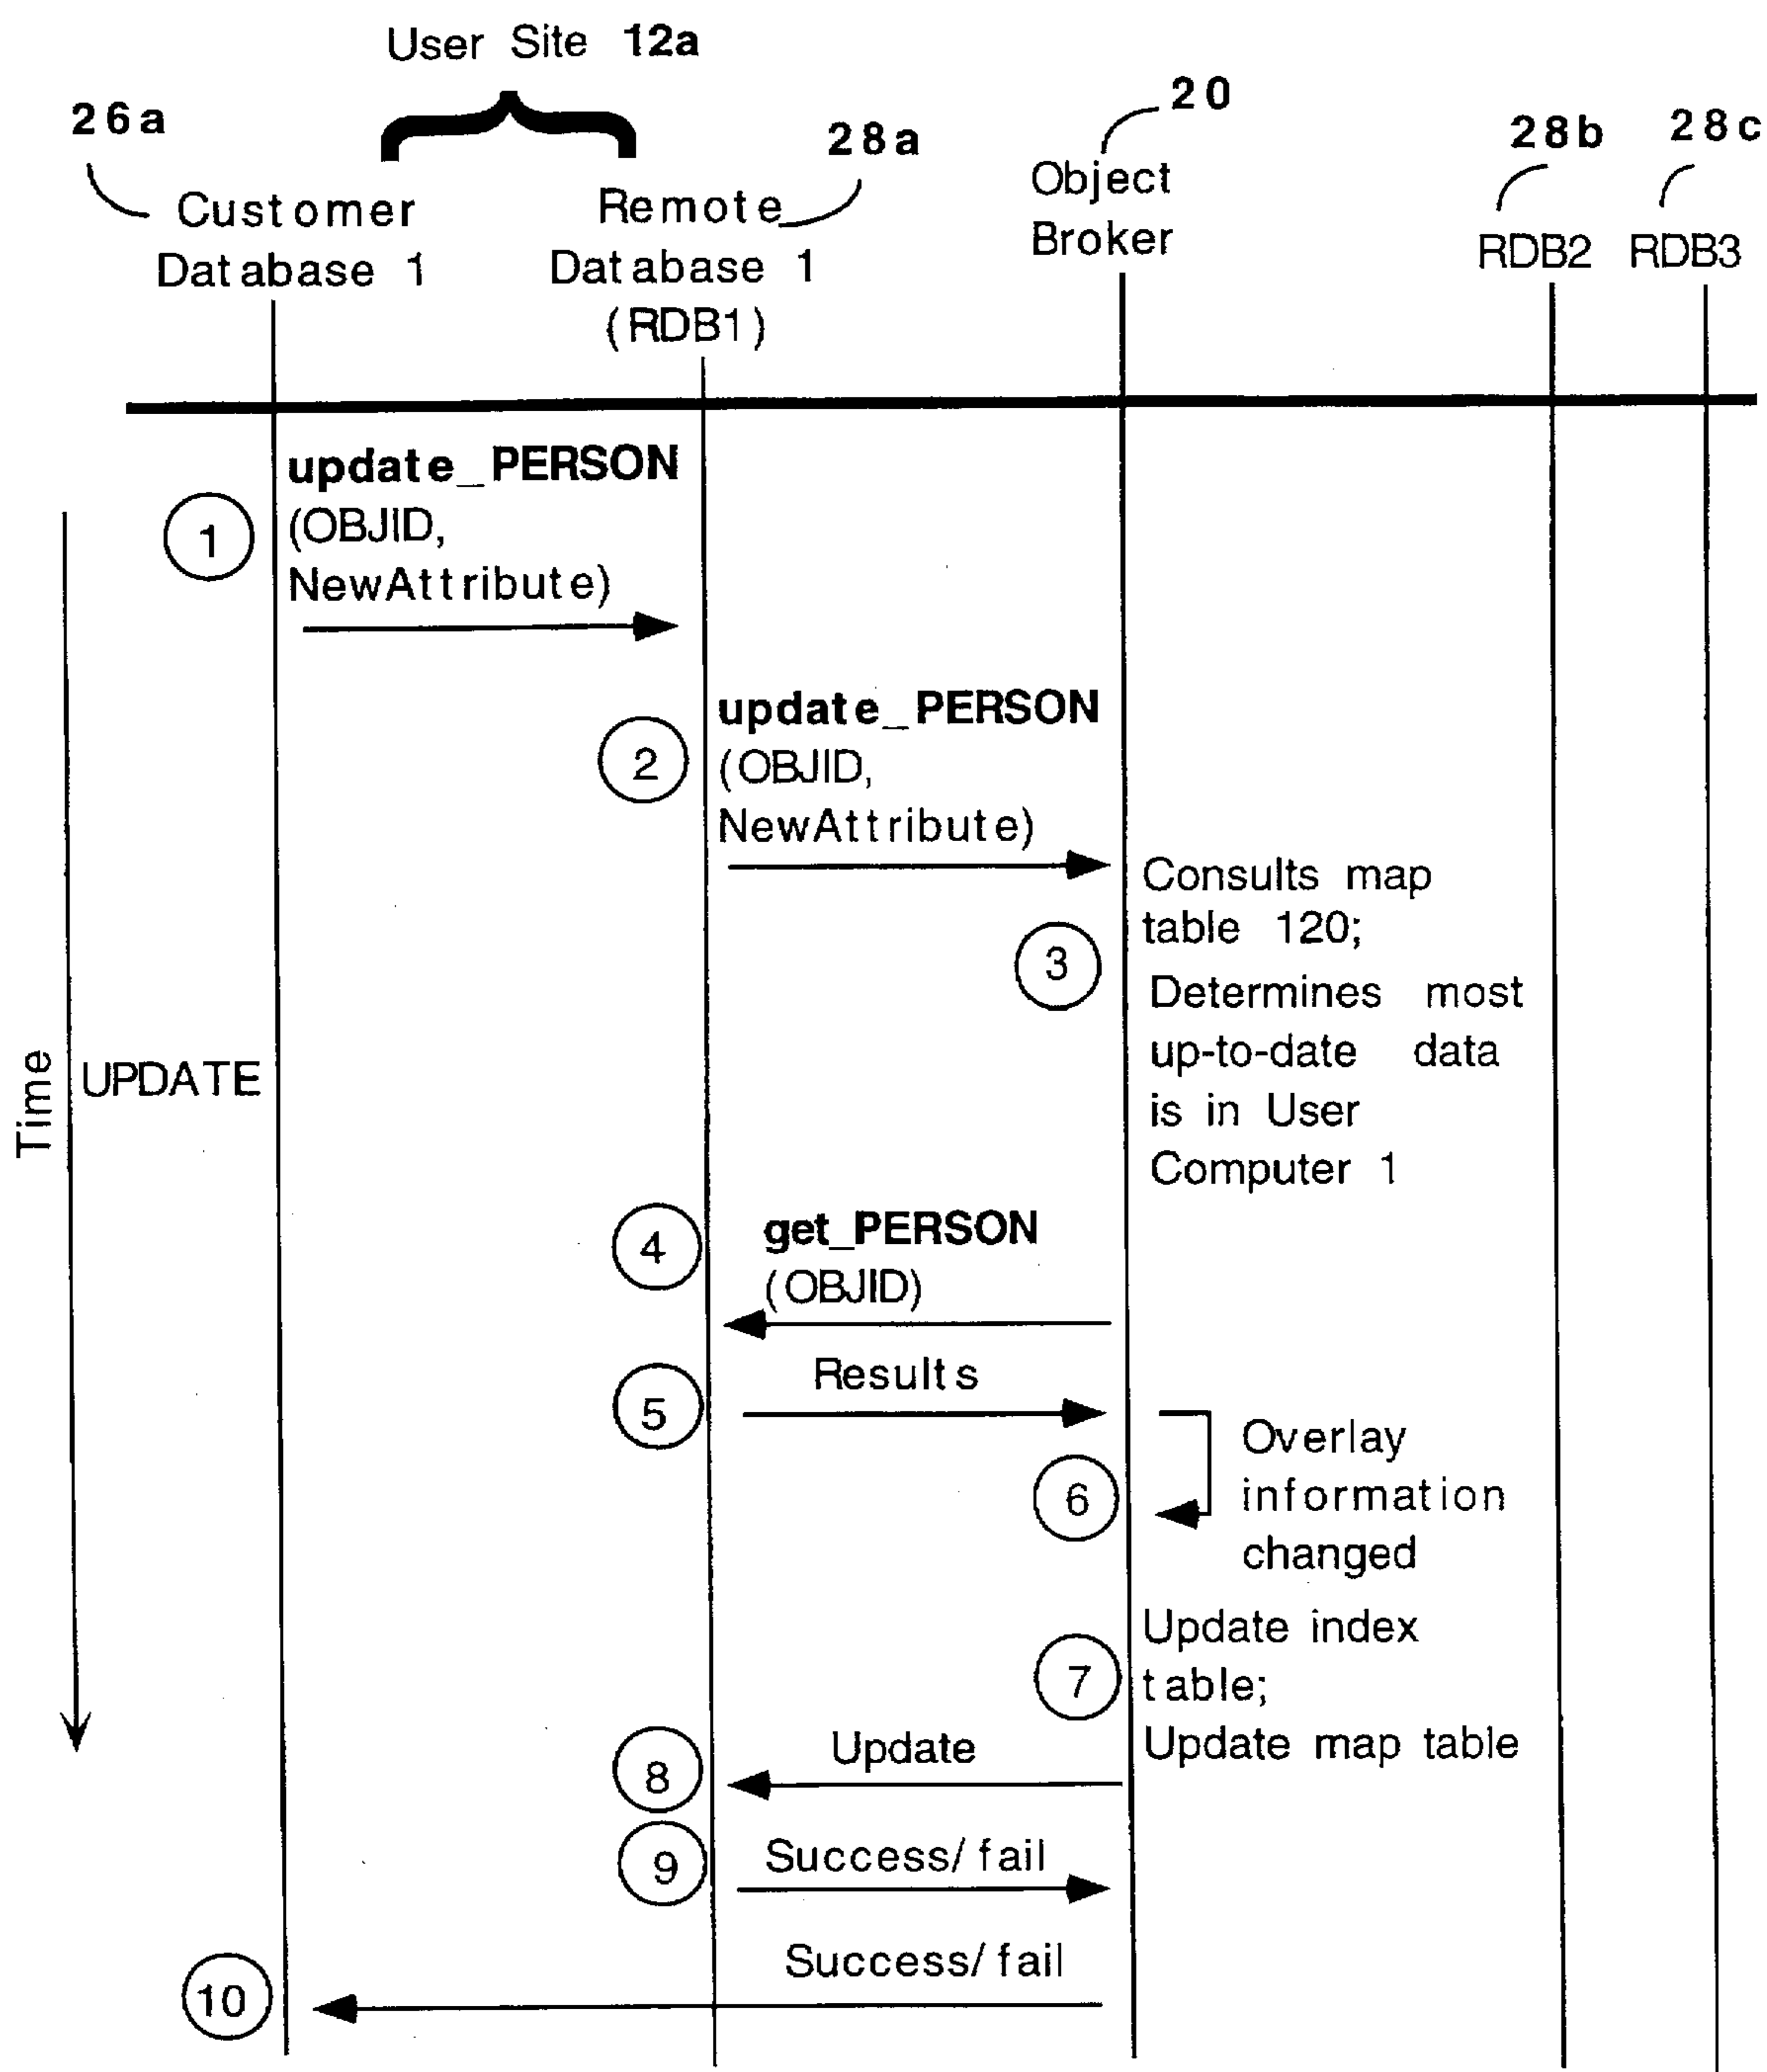 User Site 12a
26a
20
28a
28b
28c
Customer
Database 1
Remote
Database 1
(RDB1)
Object
Broker
RDB2
RDB3
update_PERSON
(OBJID,
NewAttribute)
1
update_PERSON
(OBJID,
NewAttribute)
2
Consults map
table 120;
3
Determines most
up-to-date data
is in User
Computer 1
Time
UPDATE
get_PERSON
(OBJID)
4
Results
5
Overlay
information
changed
6
Update index
table;
Update map table
7
Update
8
Success/fail
9
Success/fail
10